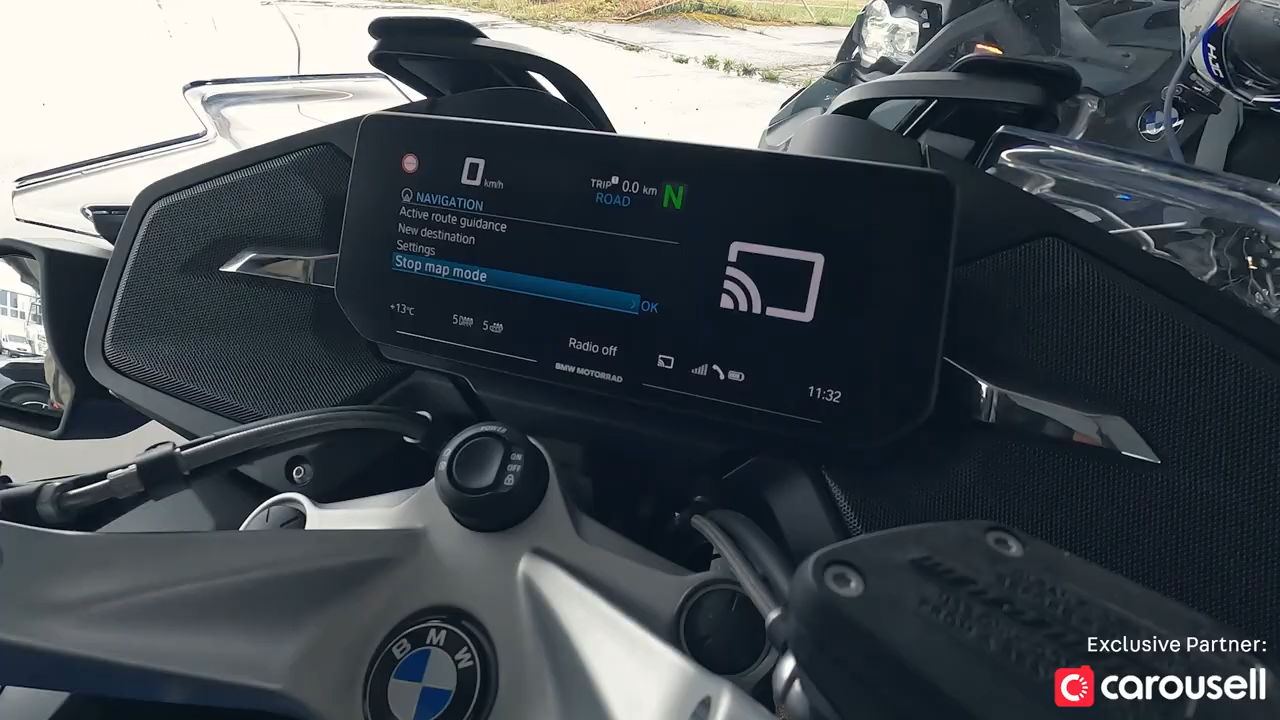 0 km/h
TRIP 1 0.0 km
ROAD
N
NAVIGATION
Active route guidance
New destination
Settings
Stop map mode
OK
+13°C
5 5
Radio off
BMW MOTORRAD
11:32
POWER
ON
OFF
BMW
Exclusive Partner:
carousell